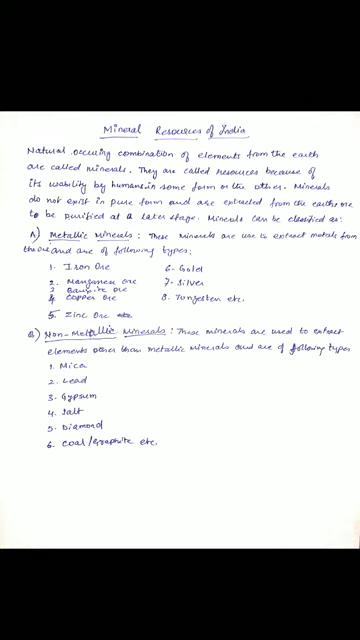 Mineral Resources of India
Natural occuring combination of elements from the earth
are called minerals. They are called resources because of
its usability by humans in some form or the other. Minerals
do not exist in pure form and are extracted from the earth's ore
to be purified at a later stage. Minerals can be classified as:
A) Metallic Minerals: These minerals are use to extract metals from
the ore and are of following types:
1. Iron Ore 6. Gold
2. Manganese Ore 7. Silver
3 Bauxite Ore
4 Copper Ore 8. Tungsten etc.
5 Zinc Ore
B) Non-Metallic Minerals: These minerals are used to extract
elements other than metallic minerals and are of following types
1. Mica
2. Lead
3. Gypsum
4. Salt
5. Diamond
6. Coal/Graphite etc.